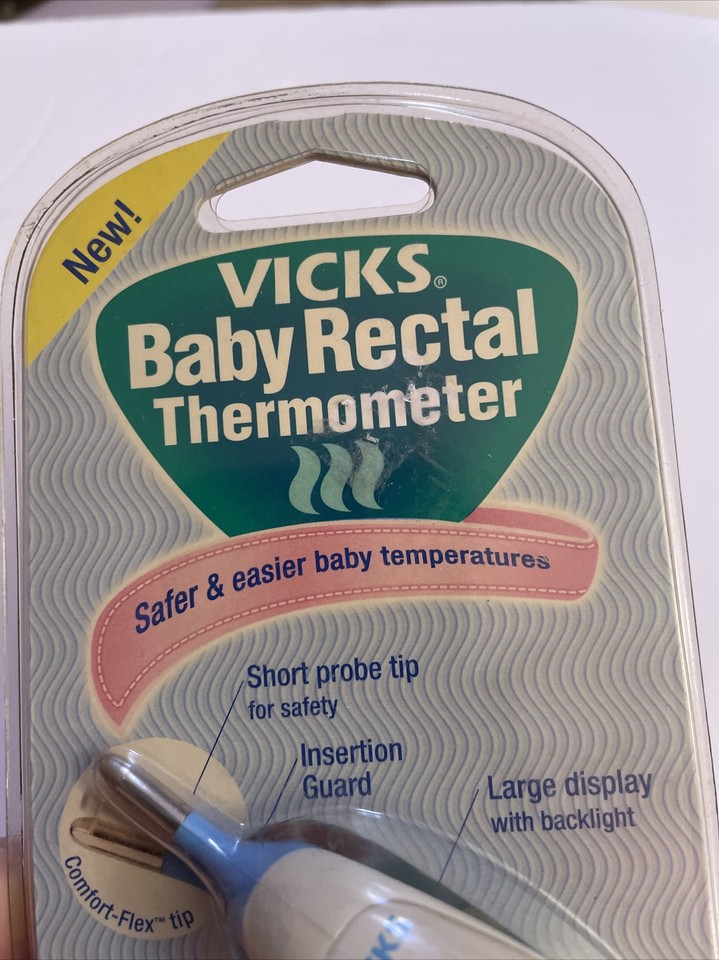 New!
VICKS®
Baby Rectal
Thermometer
Safer & easier baby temperatures
Short probe tip
for safety
Insertion
Guard
Large display
with backlight
Comfort-Flex™ tip